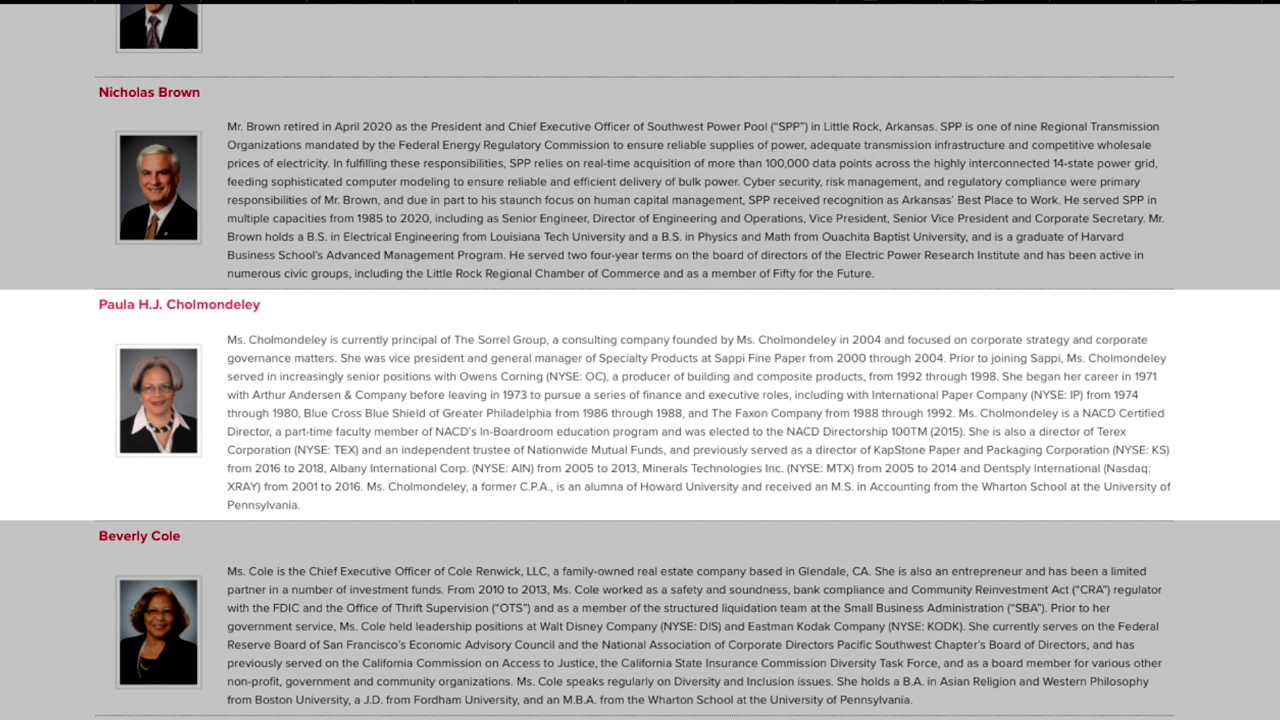 Nicholas Brown
Mr. Brown retired in April 2020 as the President and Chief Executive Officer of Southwest Power Pool (“SPP”) in Little Rock, Arkansas. SPP is one of nine Regional Transmission
Organizations mandated by the Federal Energy Regulatory Commission to ensure reliable supplies of power, adequate transmission infrastructure and competitive wholesale
prices of electricity. In fulfilling these responsibilities, SPP relies on real-time acquisition of more than 100,000 data points across the highly interconnected 14-state power grid,
feeding sophisticated computer modeling to ensure reliable and efficient delivery of bulk power. Cyber security, risk management, and regulatory compliance were primary
responsibilities of Mr. Brown, and due in part to his staunch focus on human capital management, SPP received recognition as Arkansas’ Best Place to Work. He served SPP in
multiple capacities from 1985 to 2020, including as Senior Engineer, Director of Engineering and Operations, Vice President, Senior Vice President and Corporate Secretary. Mr.
Brown holds a B.S. in Electrical Engineering from Louisiana Tech University and a B.S. in Physics and Math from Ouachita Baptist University, and is a graduate of Harvard
Business School’s Advanced Management Program. He served two four-year terms on the board of directors of the Electric Power Research Institute and has been active in
numerous civic groups, including the Little Rock Regional Chamber of Commerce and as a member of Fifty for the Future.
Paula H.J. Cholmondeley
Ms. Cholmondeley is currently principal of The Sorrel Group, a consulting company founded by Ms. Cholmondeley in 2004 and focused on corporate strategy and corporate
governance matters. She was vice president and general manager of Specialty Products at Sappi Fine Paper from 2000 through 2004. Prior to joining Sappi, Ms. Cholmondeley
served in increasingly senior positions with Owens Corning (NYSE: OC), a producer of building and composite products, from 1992 through 1998. She began her career in 1971
with Arthur Andersen & Company before leaving in 1973 to pursue a series of finance and executive roles, including with International Paper Company (NYSE: IP) from 1974
through 1980, Blue Cross Blue Shield of Greater Philadelphia from 1986 through 1988, and The Faxon Company from 1988 through 1992. Ms. Cholmondeley is a NACD Certified
Director, a part-time faculty member of NACD’s In-Boardroom education program and was elected to the NACD Directorship 100TM (2015). She is also a director of Terex
Corporation (NYSE: TEX) and an independent trustee of Nationwide Mutual Funds, and previously served as a director of KapStone Paper and Packaging Corporation (NYSE: KS)
from 2016 to 2018, Albany International Corp. (NYSE: AIN) from 2005 to 2013, Minerals Technologies Inc. (NYSE: MTX) from 2005 to 2014 and Dentsply International (Nasdaq:
XRAY) from 2001 to 2016. Ms. Cholmondeley, a former C.P.A., is an alumna of Howard University and received an M.S. in Accounting from the Wharton School at the University of
Pennsylvania.
Beverly Cole
Ms. Cole is the Chief Executive Officer of Cole Renwick, LLC, a family-owned real estate company based in Glendale, CA. She is also an entrepreneur and has been a limited
partner in a number of investment funds. From 2010 to 2013, Ms. Cole worked as a safety and soundness, bank compliance and Community Reinvestment Act (“CRA”) regulator
with the FDIC and the Office of Thrift Supervision (“OTS”) and as a member of the structured liquidation team at the Small Business Administration (“SBA”). Prior to her
government service, Ms. Cole held leadership positions at Walt Disney Company (NYSE: DIS) and Eastman Kodak Company (NYSE: KODK). She currently serves on the Federal
Reserve Board of San Francisco’s Economic Advisory Council and the National Association of Corporate Directors Pacific Southwest Chapter’s Board of Directors, and has
previously served on the California Commission on Access to Justice, the California State Insurance Commission Diversity Task Force, and as a board member for various other
non-profit, government and community organizations. Ms. Cole speaks regularly on Diversity and Inclusion issues. She holds a B.A. in Asian Religion and Western Philosophy
from Boston University, a J.D. from Fordham University, and an M.B.A. from the Wharton School at the University of Pennsylvania.